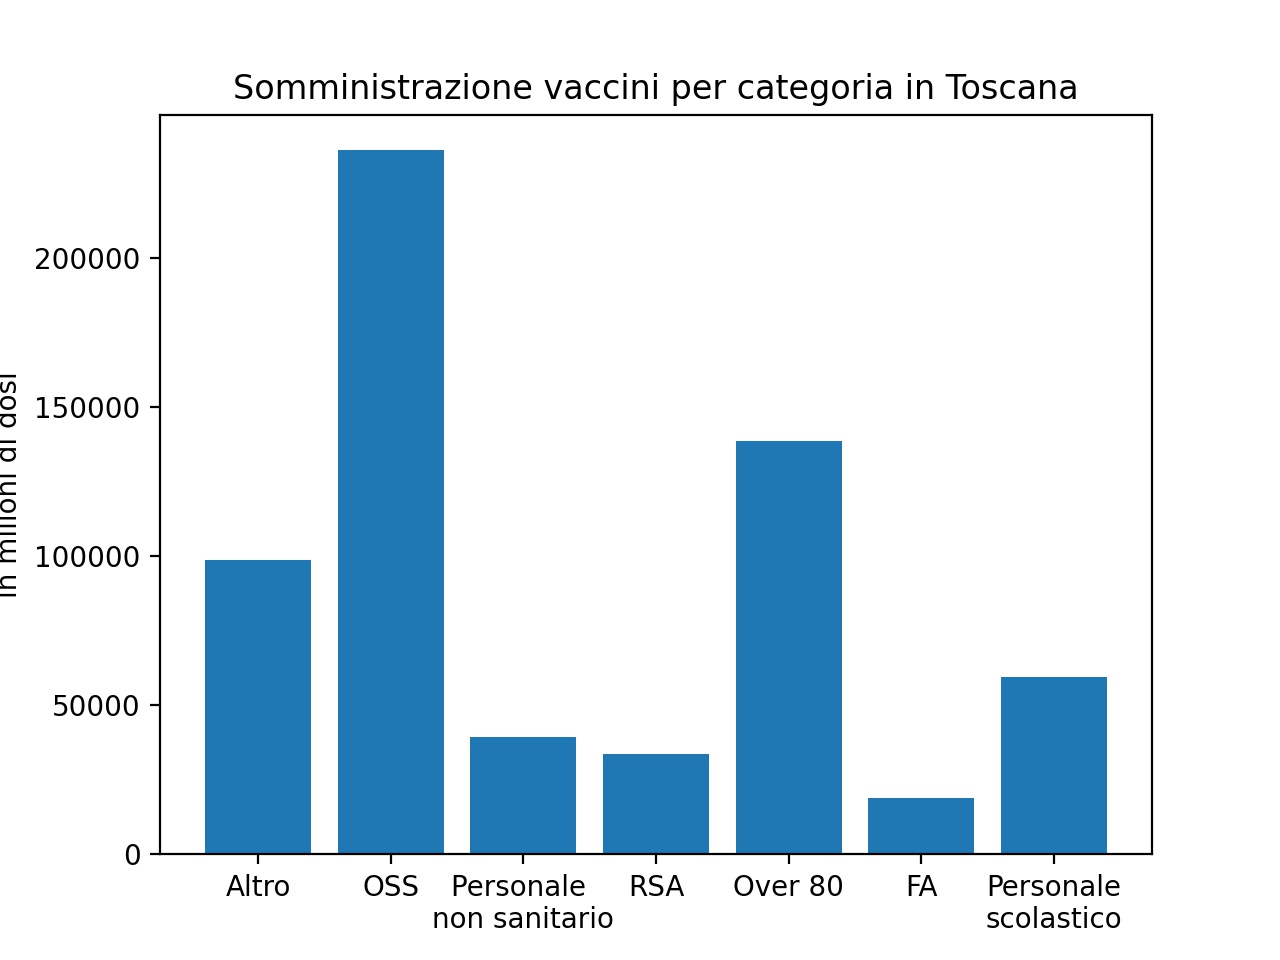 Somministrazione vaccini per categoria in Toscana
in milioni di dosi
200000
150000
100000
50000
0
Altro
OSS
Personale
non sanitario
RSA
Over 80
FA
Personale
scolastico